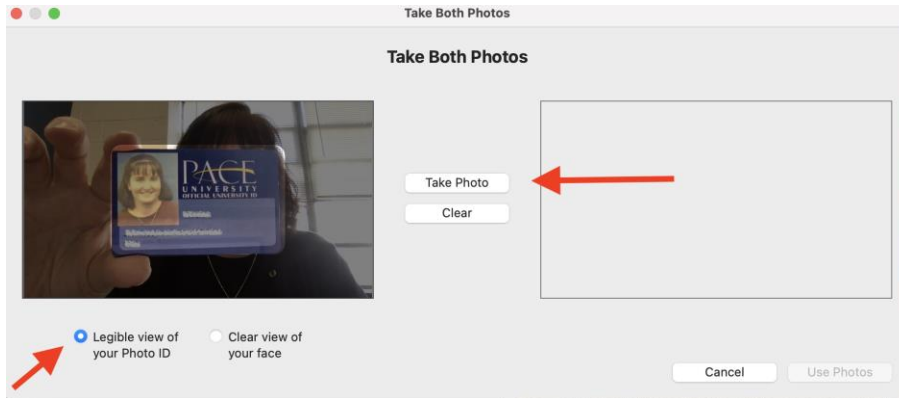 Take Both Photos
Take Both Photos
PACE
UNIVERSITY
OFFICIAL UNIVERSITY ID
Take Photo
Clear
Legible view of
your Photo ID
Clear view of
your face
Cancel
Use Photos